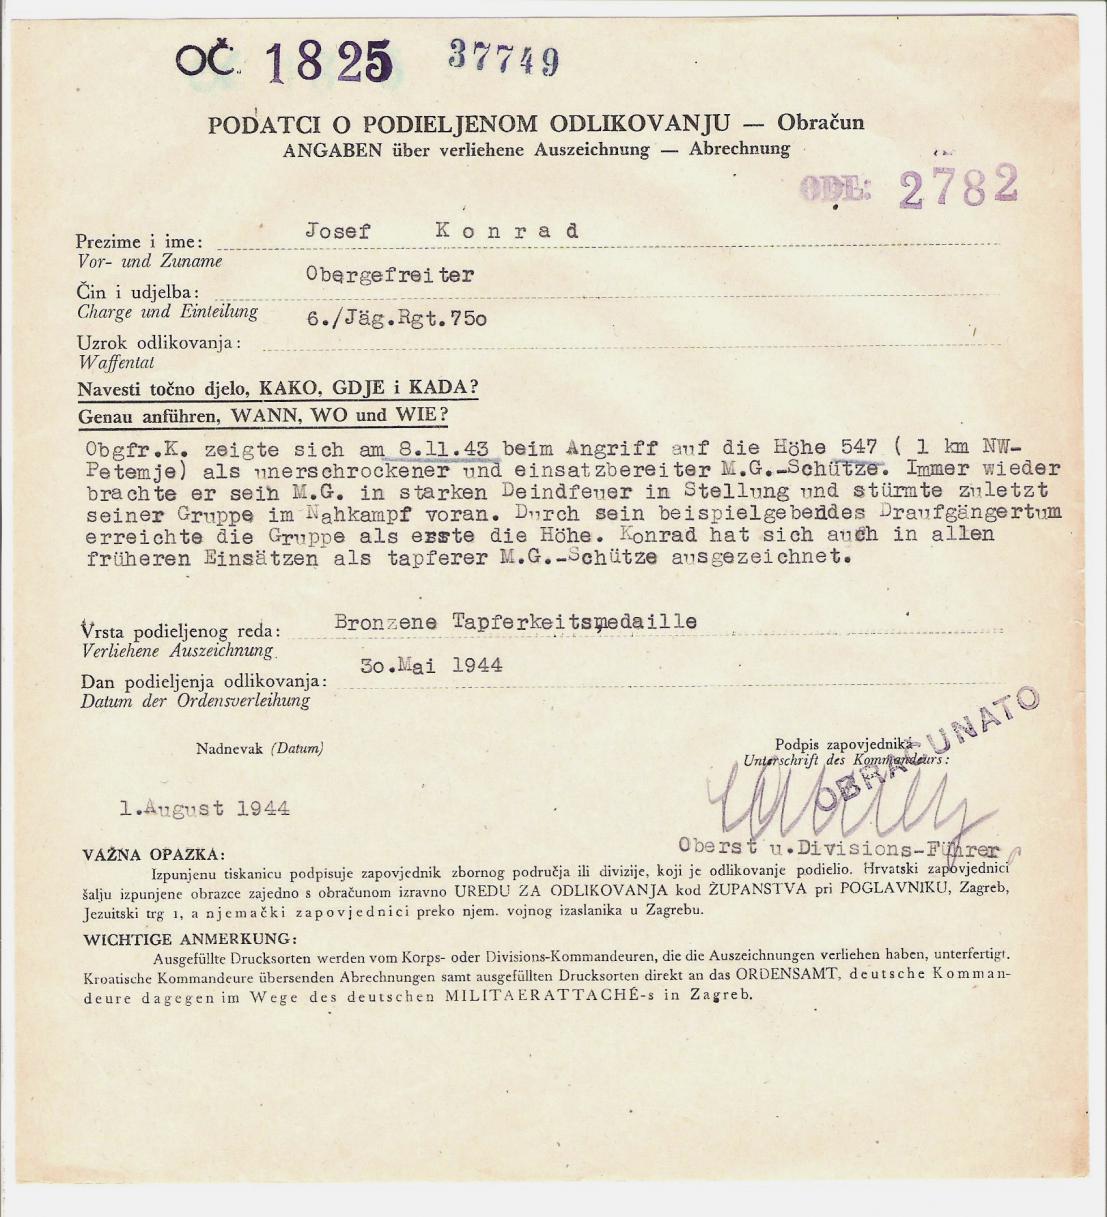 OČ. 1825 37749
PODATCI O PODIELJENOM ODLIKOVANJU — Obračun
ANGABEN über verliehene Auszeichnung — Abrechnung
ODL: 2782
Josef Konrad
Prezime i ime:
Vor- und Zuname
Obergefreiter
Čin i udjelba:
Charge und Einteilung
6./Jäg.Rgt.75o
Uzrok odlikovanja:
Waffentat
Navesti točno djelo, KAKO, GDJE i KADA?
Genau anführen, WANN, WO und WIE?
Obgfr.K. zeigte sich am 8.11.43 beim Angriff auf die Höhe 547 ( 1 km NW-
Petemje) als unerschrockener und einsatzbereiter M.G.-Schütze. Immer wieder
brachte er sein M.G. in starken Deindfeuer in Stellung und stürmte zuletzt
seiner Gruppe im Nahkampf voran. Durch sein beispielgebendes Draufgängertum
erreichte die Gruppe als erste die Höhe. Konrad hat sich auch in allen
früheren Einsätzen als tapferer M.G.-Schütze ausgezeichnet.
Bronzene Tapferkeitsmedaille
Vrsta podieljenog reda:
Verliehene Auszeichnung
3o.Mai 1944
Dan podieljenja odlikovanja:
Datum der Ordensverleihung
Nadnevak (Datum)
Podpis zapovjednika
Unterschrift des Kommandeurs:
OBRAČUNATO
1.August 1944
Oberst u.Divisions-Führer
VAŽNA OPAZKA:
Izpunjenu tiskanicu podpisuje zapovjednik zbornog područja ili divizije, koji je odlikovanje podielio. Hrvatski zapovjednici
šalju izpunjene obrazce zajedno s obračunom izravno UREDU ZA ODLIKOVANJA kod ŽUPANSTVA pri POGLAVNIKU, Zagreb,
Jezuitski trg 1, a njemački zapovjednici preko njem. vojnog izaslanika u Zagrebu.
WICHTIGE ANMERKUNG:
Ausgefüllte Drucksorten werden vom Korps- oder Divisions-Kommandeuren, die die Auszeichnungen verliehen haben, unterfertigt.
Kroatische Kommandeure übersenden Abrechnungen samt ausgefüllten Drucksorten direkt an das ORDENSAMT, deutsche Komman-
deure dagegen im Wege des deutschen MILITAERATTACHÉ-s in Zagreb.